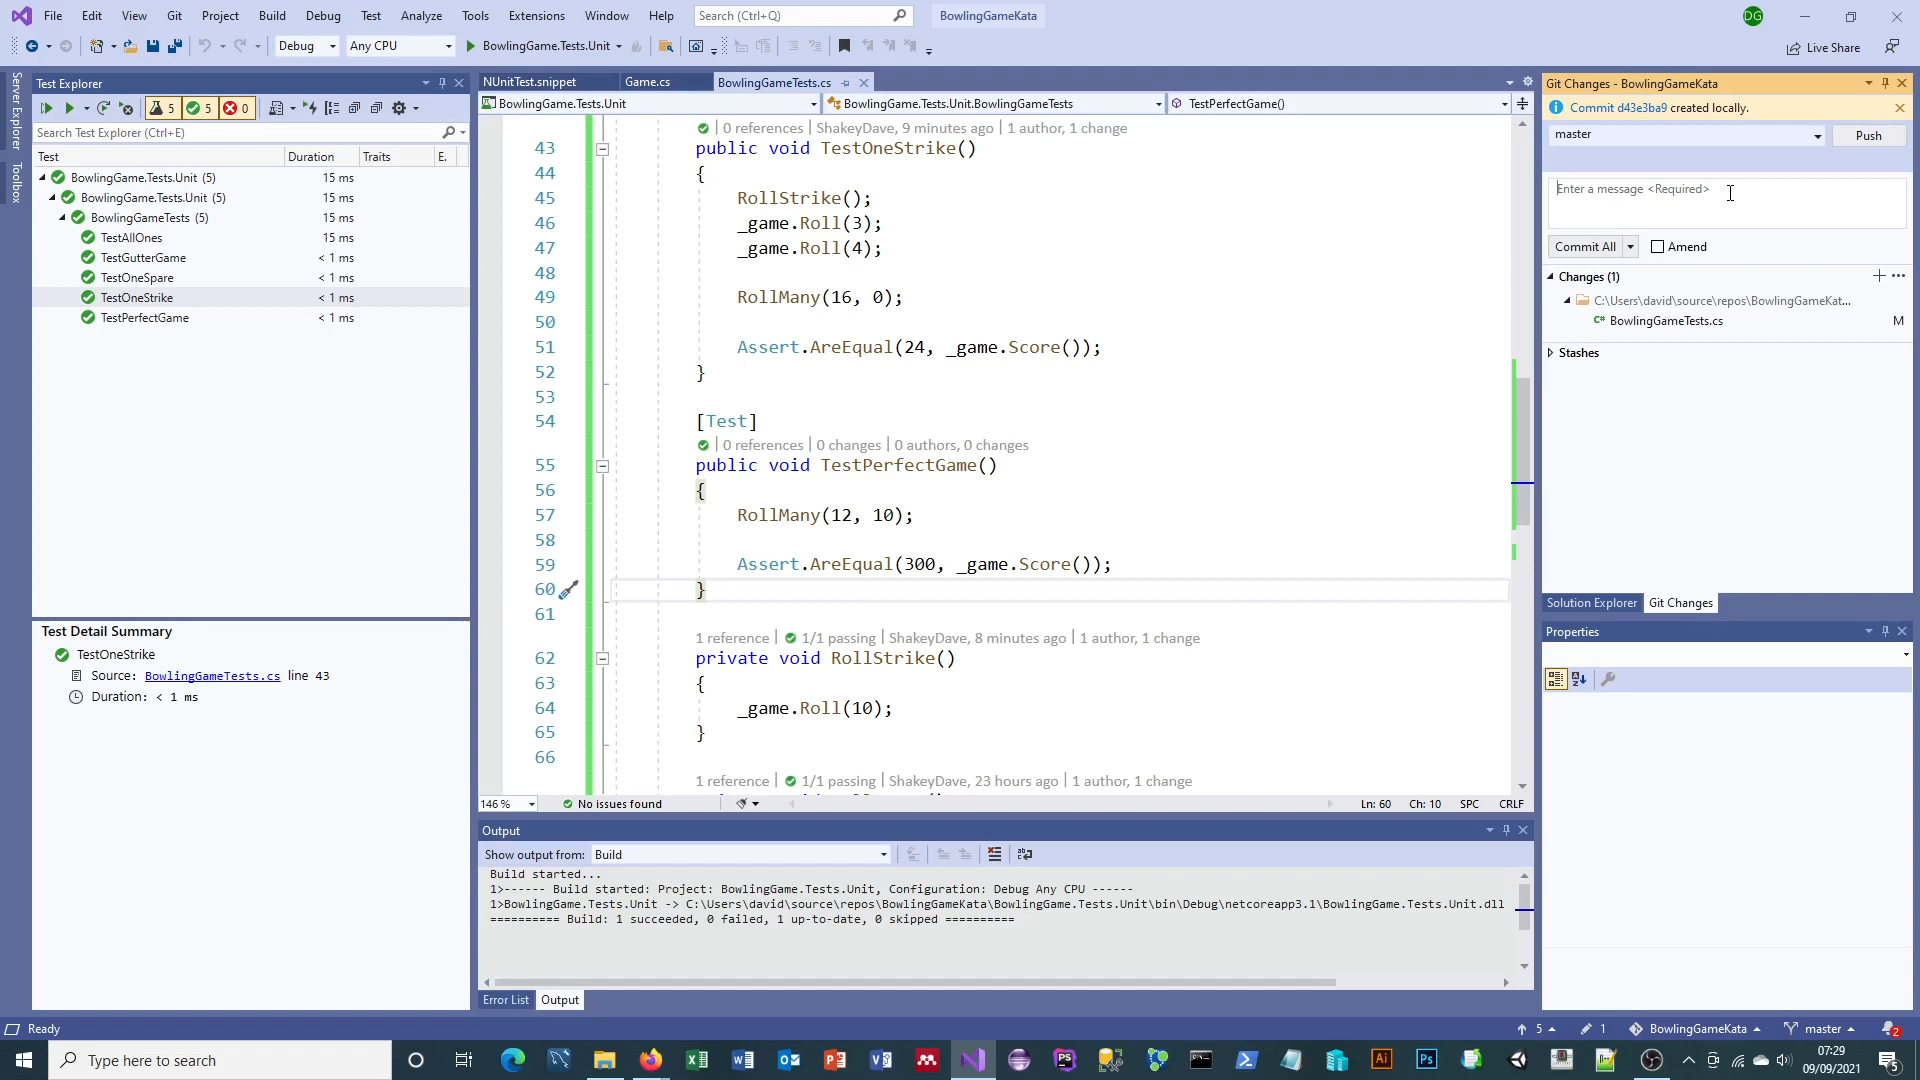 File Edit View Git Project Build Debug Test Analyze Tools Extensions Window Help Search (Ctrl+Q) BowlingGameKata DG
Debug Any CPU BowlingGame.Tests.Unit Live Share
Server Explorer
Toolbox
Test Explorer
5 5 0
Search Test Explorer (Ctrl+E)
Test Duration Traits E.
BowlingGame.Tests.Unit (5) 15 ms
BowlingGame.Tests.Unit (5) 15 ms
BowlingGameTests (5) 15 ms
TestAllOnes 15 ms
TestGutterGame < 1 ms
TestOneSpare < 1 ms
TestOneStrike < 1 ms
TestPerfectGame < 1 ms
Test Detail Summary
TestOneStrike
Source: BowlingGameTests.cs line 43
Duration: < 1 ms
NUnitTest.snippet Game.cs BowlingGameTests.cs
BowlingGame.Tests.Unit BowlingGame.Tests.Unit.BowlingGameTests TestPerfectGame()
0 references | ShakeyDave, 9 minutes ago | 1 author, 1 change
43 public void TestOneStrike()
44 {
45 RollStrike();
46 _game.Roll(3);
47 _game.Roll(4);
48
49 RollMany(16, 0);
50
51 Assert.AreEqual(24, _game.Score());
52 }
53
54 [Test]
0 references | 0 changes | 0 authors, 0 changes
55 public void TestPerfectGame()
56 {
57 RollMany(12, 10);
58
59 Assert.AreEqual(300, _game.Score());
60 }
61
1 reference | 1/1 passing | ShakeyDave, 8 minutes ago | 1 author, 1 change
62 private void RollStrike()
63 {
64 _game.Roll(10);
65 }
66
1 reference | 1/1 passing | ShakeyDave, 23 hours ago | 1 author, 1 change
146 % No issues found Ln: 60 Ch: 10 SPC CRLF
Output
Show output from: Build
Build started...
1>------ Build started: Project: BowlingGame.Tests.Unit, Configuration: Debug Any CPU ------
1>BowlingGame.Tests.Unit -> C:\Users\david\source\repos\BowlingGameKata\BowlingGame.Tests.Unit\bin\Debug\netcoreapp3.1\BowlingGame.Tests.Unit.dll
========== Build: 1 succeeded, 0 failed, 1 up-to-date, 0 skipped ==========
Error List Output
Git Changes - BowlingGameKata
Commit d43e3ba9 created locally.
master Push
Enter a message <Required>
Commit All Amend
Changes (1)
C:\Users\david\source\repos\BowlingGameKat...
BowlingGameTests.cs M
Stashes
Solution Explorer Git Changes
Properties
Ready 5 1 BowlingGameKata master 2
Type here to search
07:29
09/09/2021
5